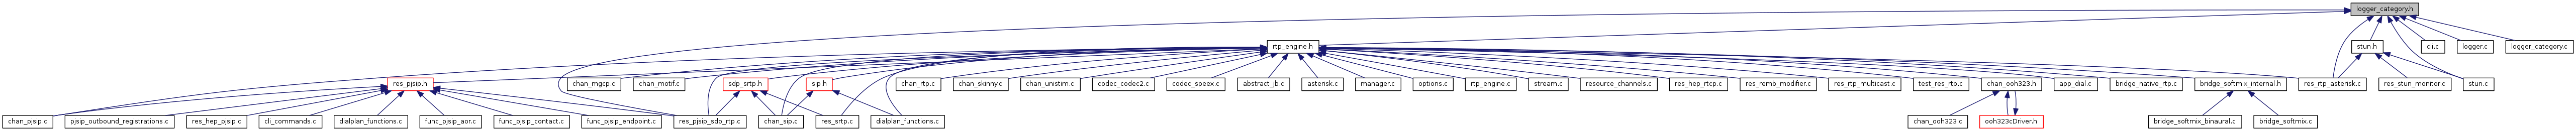 logger_category.h
rtp_engine.h
stun.h
cli.c
logger.c
logger_category.c
res_pjsip.h
chan_mgcp.c
chan_motif.c
sdp_srtp.h
sip.h
chan_rtp.c
chan_skinny.c
chan_unistim.c
codec_codec2.c
codec_speex.c
abstract_jb.c
asterisk.c
manager.c
options.c
rtp_engine.c
stream.c
resource_channels.c
res_hep_rtcp.c
res_remb_modifier.c
res_rtp_multicast.c
test_res_rtp.c
chan_ooh323.h
app_dial.c
bridge_native_rtp.c
bridge_softmix_internal.h
res_rtp_asterisk.c
res_stun_monitor.c
stun.c
chan_pjsip.c
pjsip_outbound_registrations.c
res_hep_pjsip.c
cli_commands.c
dialplan_functions.c
func_pjsip_aor.c
func_pjsip_contact.c
func_pjsip_endpoint.c
res_pjsip_sdp_rtp.c
chan_sip.c
res_srtp.c
dialplan_functions.c
chan_ooh323.c
ooh323cDriver.h
bridge_softmix_binaural.c
bridge_softmix.c